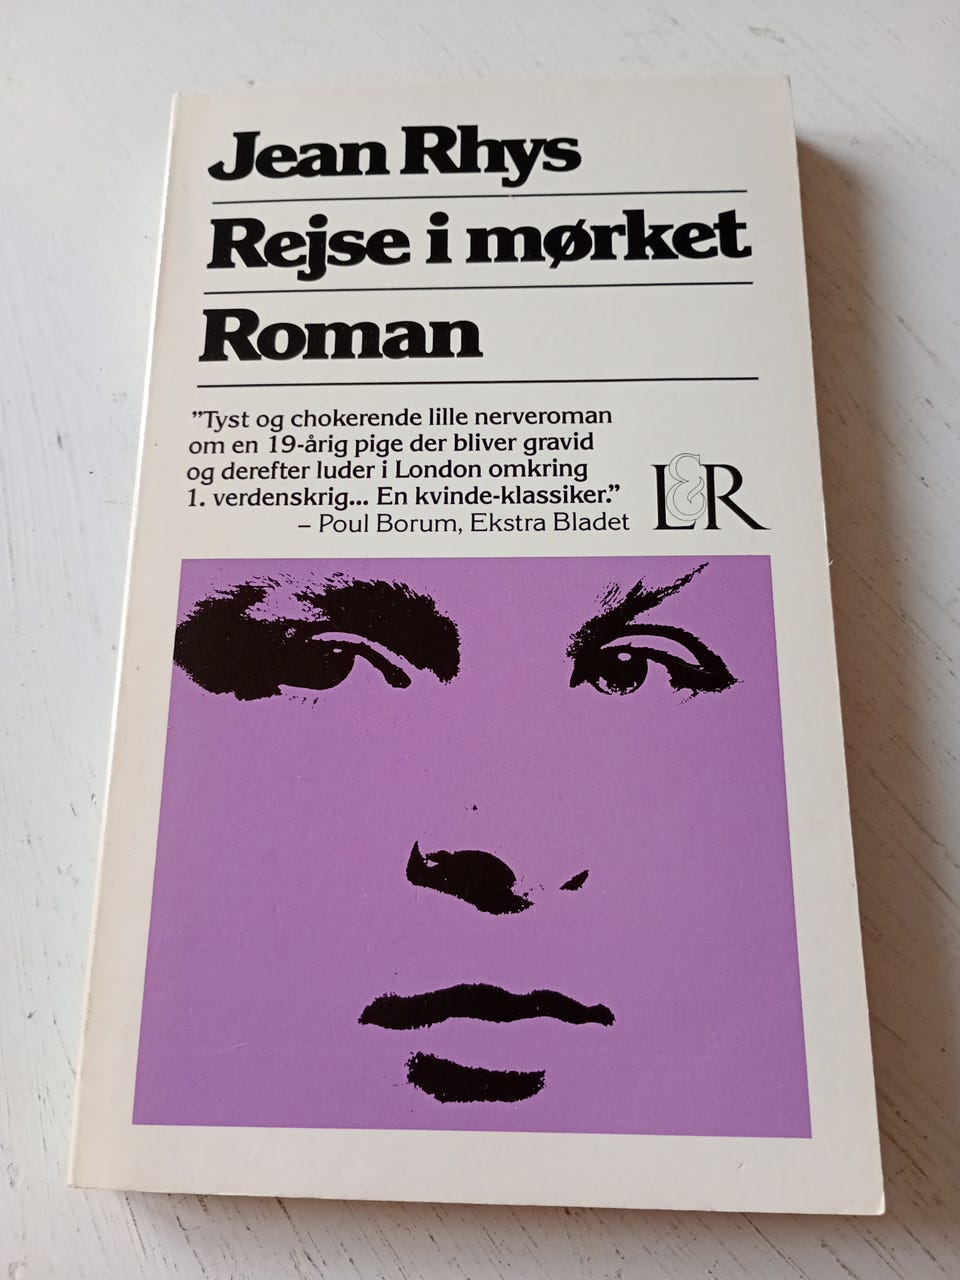 Jean Rhys
Rejse i mørket
Roman
”Tyst og chokerende lille nerveroman
om en 19-årig pige der bliver gravid
og derefter luder i London omkring
1. verdenskrig... En kvinde-klassiker.”
– Poul Borum, Ekstra Bladet
L&R